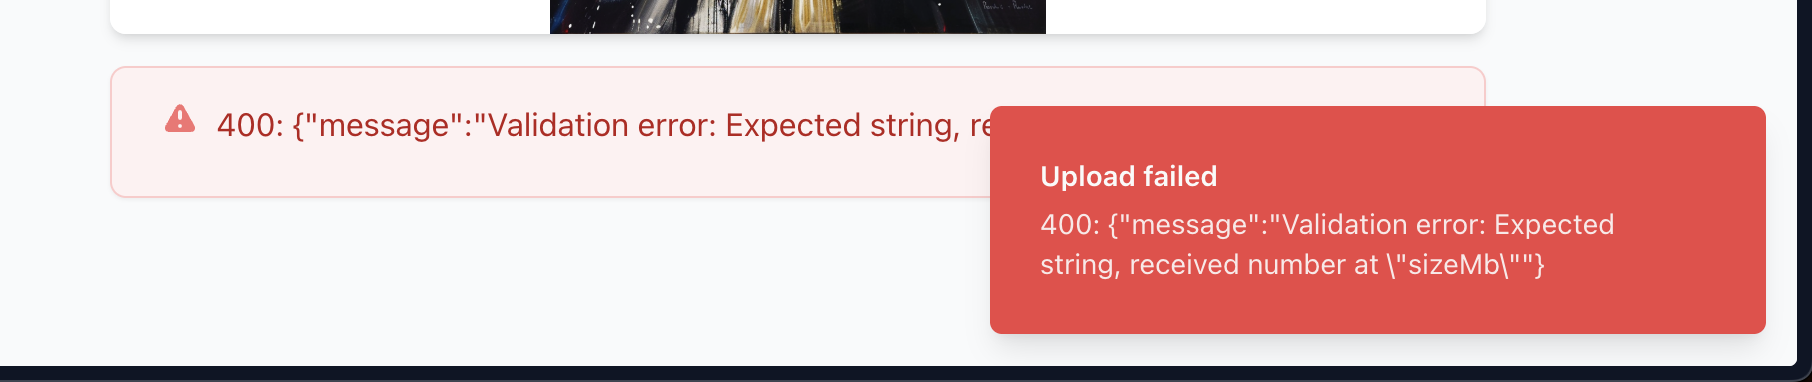 400: {"message":"Validation error: Expected string, re
Upload failed
400: {"message":"Validation error: Expected
string, received number at \"sizeMb\""}